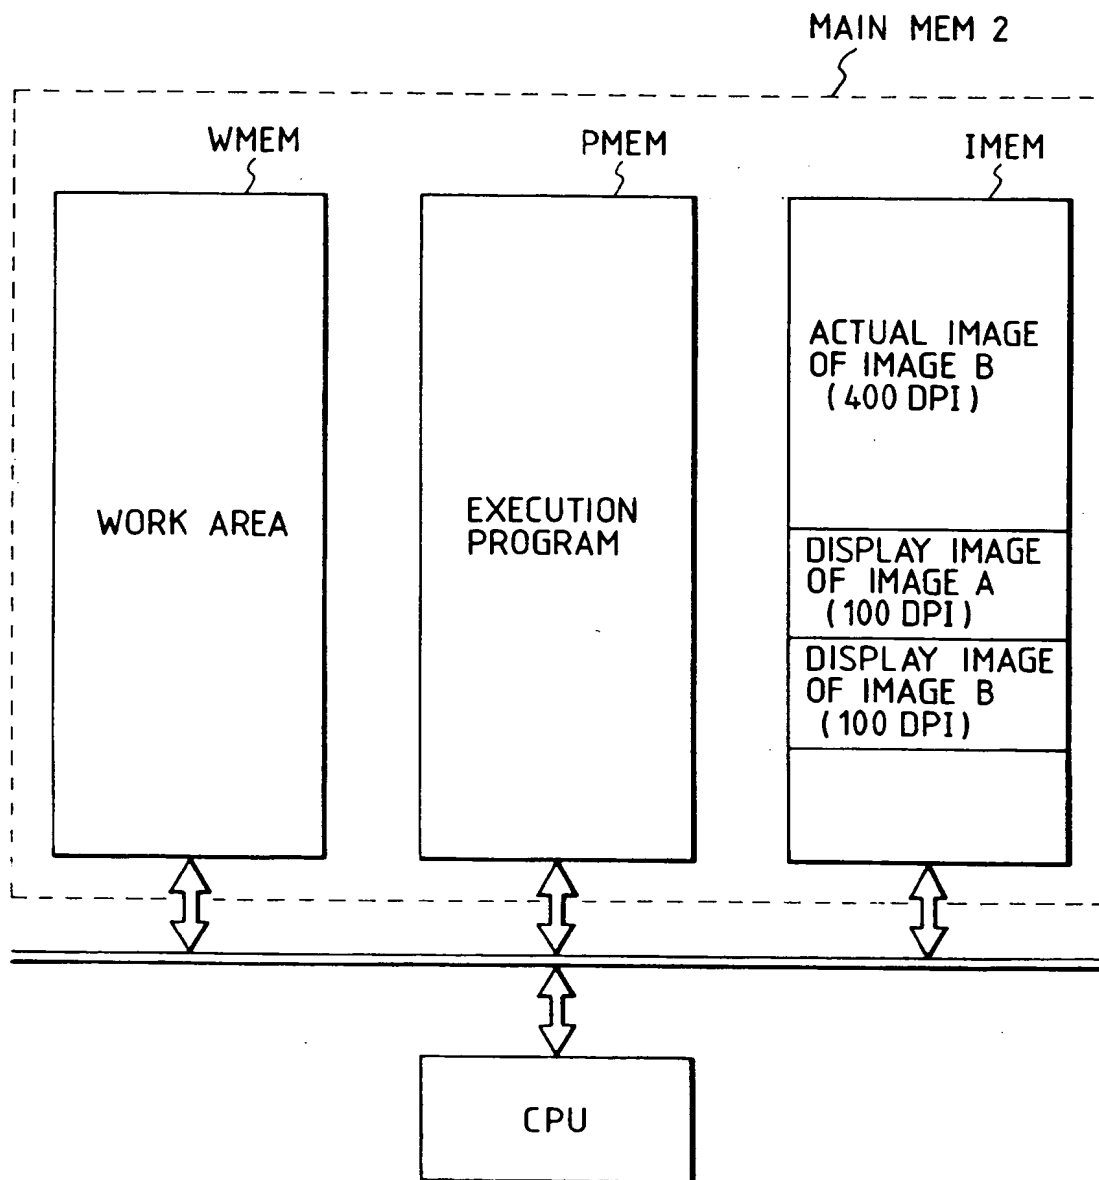 MAIN MEM 2
WMEM
PMEM
IMEM
WORK AREA
EXECUTION
PROGRAM
ACTUAL IMAGE
OF IMAGE B
(400 DPI)
DISPLAY IMAGE
OF IMAGE A
(100 DPI)
DISPLAY IMAGE
OF IMAGE B
(100 DPI)
CPU